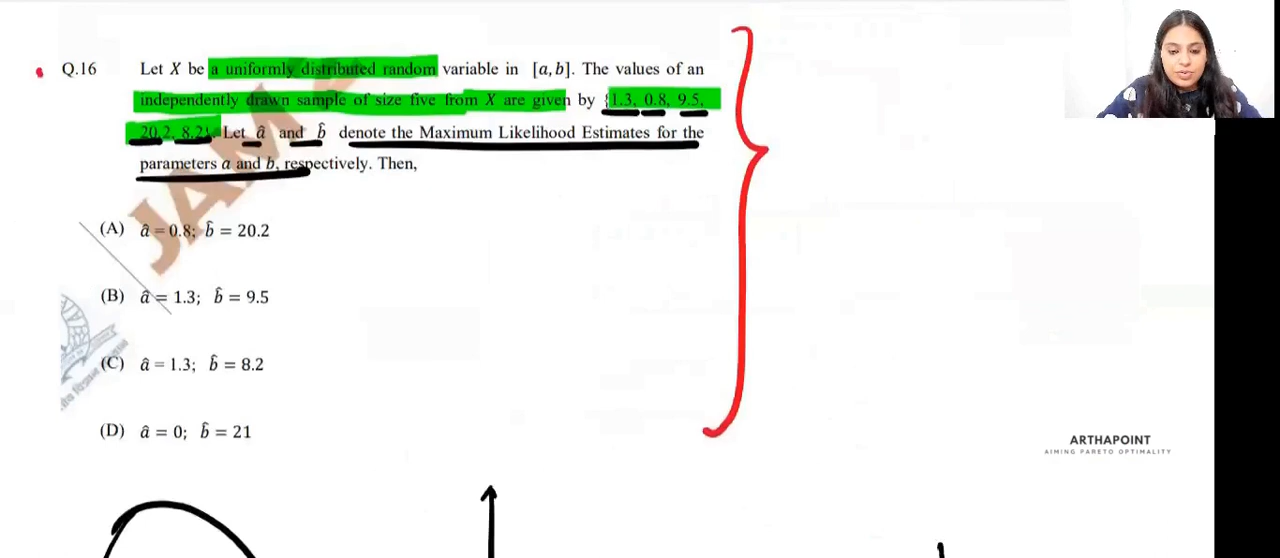 Q.16 Let X be a uniformly distributed random variable in [a, b]. The values of an
independently drawn sample of size five from X are given by {1.3, 0.8, 9.5,
20.2, 8.2}. Let â and b̂ denote the Maximum Likelihood Estimates for the
parameters a and b, respectively. Then,
(A) â = 0.8; b̂ = 20.2
(B) â = 1.3; b̂ = 9.5
(C) â = 1.3; b̂ = 8.2
(D) â = 0; b̂ = 21
JAM
ARTHAPOINT
AIMING PARETO OPTIMALITY